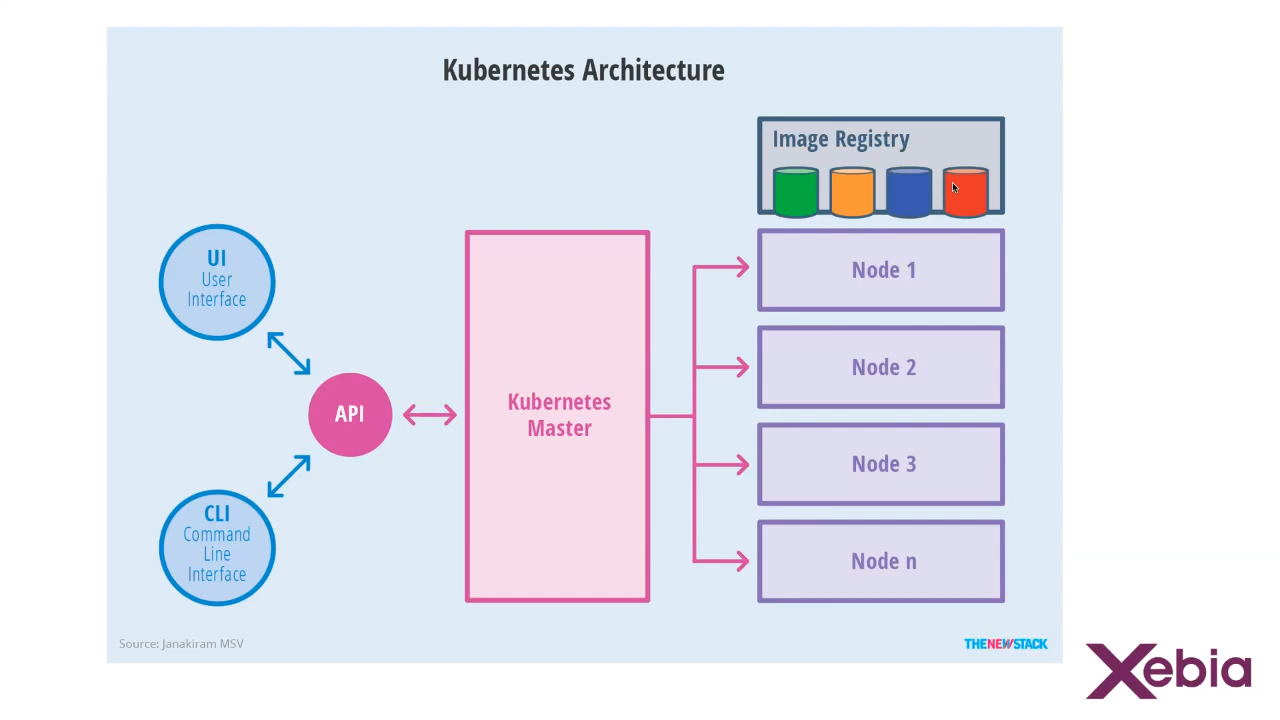 Kubernetes Architecture
Image Registry
UI
User
Interface
API
CLI
Command
Line
Interface
Kubernetes
Master
Node 1
Node 2
Node 3
Node n
Source: Janakiram MSV
THENEWSTACK
Xebia